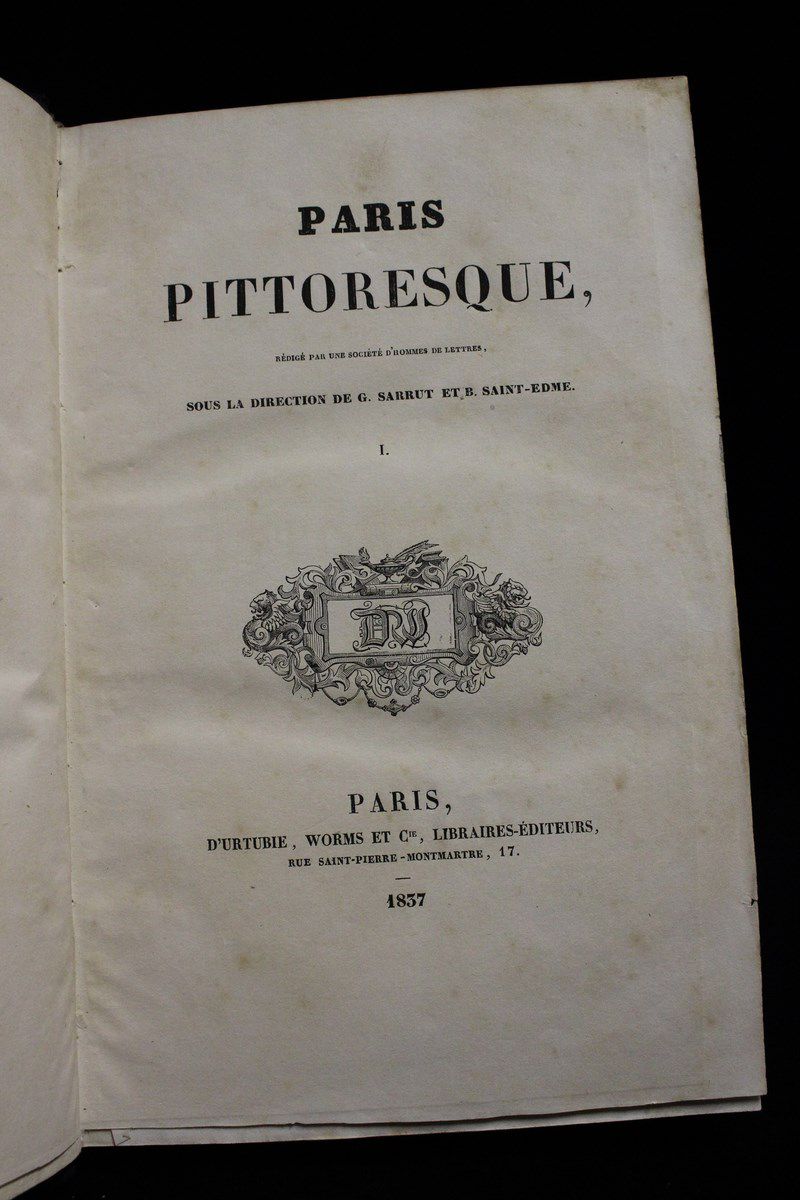 PARIS
PITTORESQUE,
RÉDIGÉ PAR UNE SOCIÉTÉ D'HOMMES DE LETTRES,
SOUS LA DIRECTION DE G. SARRUT ET B. SAINT-EDME.
I.
PARIS,
D'URTUBIE, WORMS ET Cie, LIBRAIRES-ÉDITEURS,
RUE SAINT-PIERRE-MONTMARTRE, 17.
1837